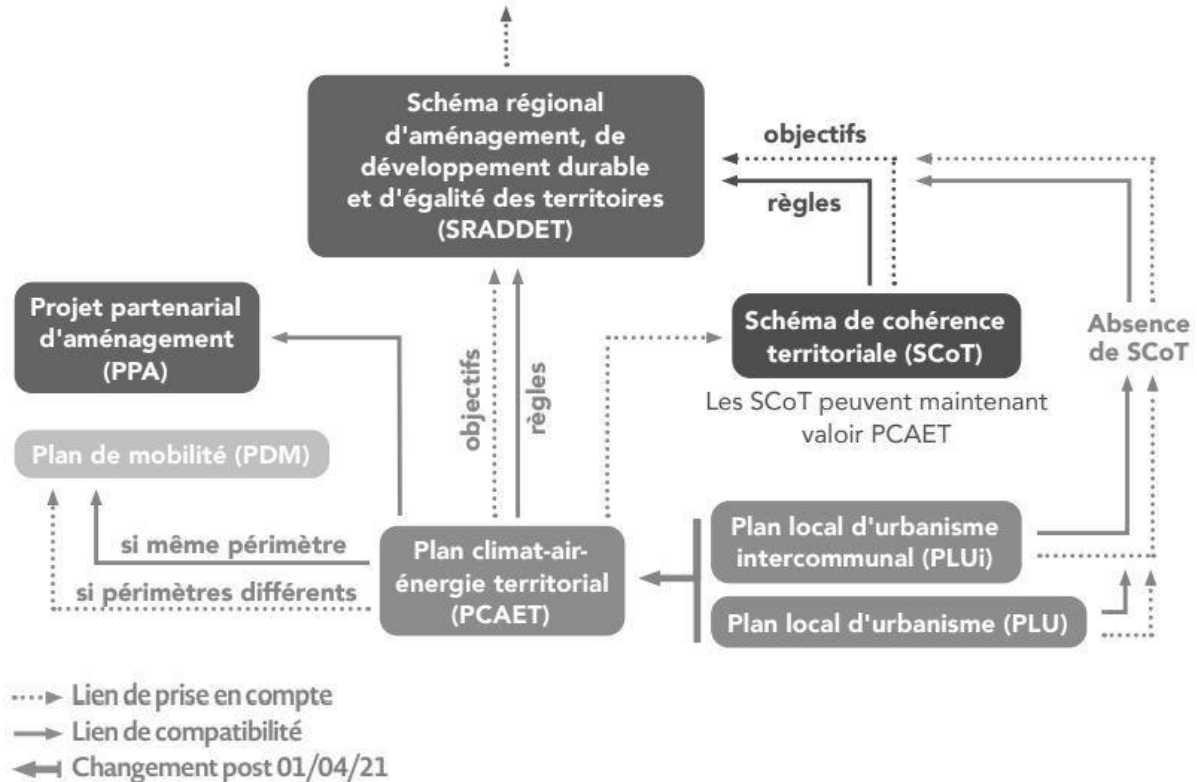 Schéma régional
d'aménagement, de
développement durable
et d'égalité des territoires
(SRADDET)
objectifs
règles
Projet partenarial
d'aménagement
(PPA)
Schéma de cohérence
territoriale (SCoT)
Absence
de SCoT
Les SCoT peuvent maintenant
valoir PCAET
objectifs
règles
Plan de mobilité (PDM)
si même périmètre
si périmètres différents
Plan climat-air-
énergie territorial
(PCAET)
Plan local d'urbanisme
intercommunal (PLUi)
Plan local d'urbanisme (PLU)
Lien de prise en compte
Lien de compatibilité
Changement post 01/04/21